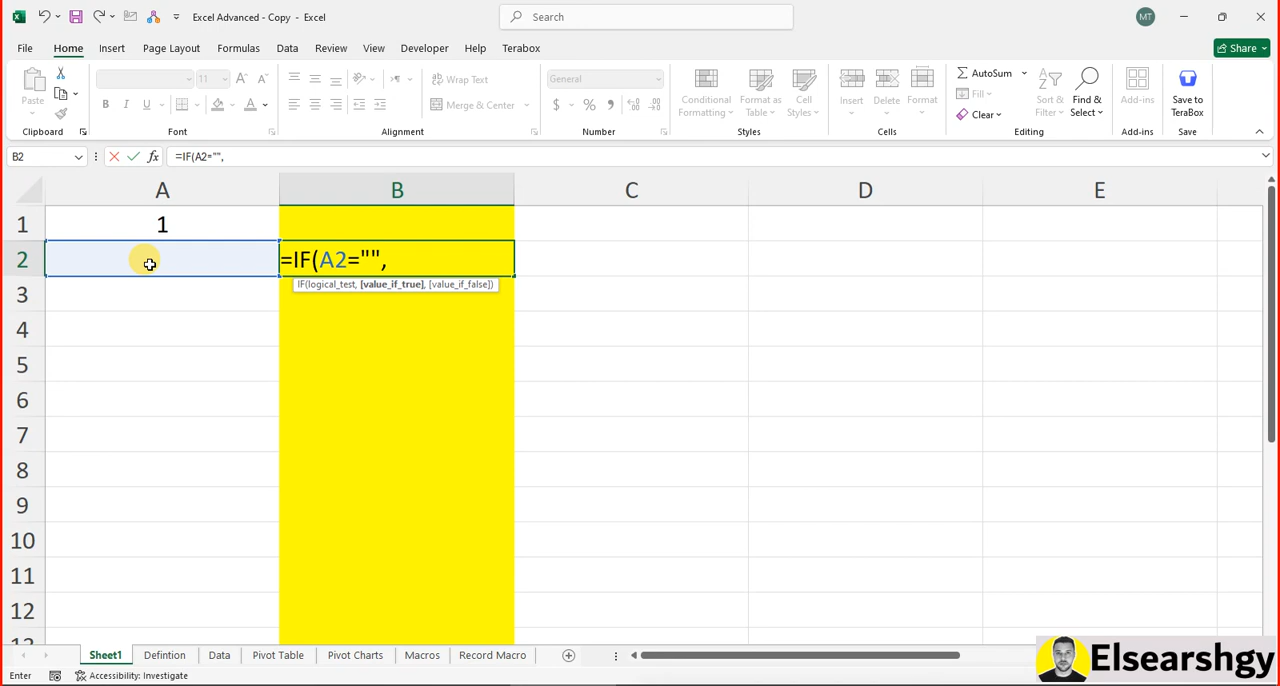 Excel Advanced - Copy - Excel
Search
MT
File Home Insert Page Layout Formulas Data Review View Developer Help Terabox
Share
Paste
Clipboard
11
B I U
Font
Wrap Text
Merge & Center
Alignment
General
$ % ,
Number
Conditional Formatting
Format as Table
Cell Styles
Styles
Insert
Delete
Format
Cells
AutoSum
Fill
Clear
Sort & Filter
Find & Select
Editing
Add-ins
Add-ins
Save to TeraBox
Save
B2 fx =IF(A2="",
A B C D E
1 1
2 =IF(A2="",
IF(logical_test, [value_if_true], [value_if_false])
3
4
5
6
7
8
9
10
11
12
13
Sheet1 Defintion Data Pivot Table Pivot Charts Macros Record Macro
Enter Accessibility: Investigate
Elsearshgy